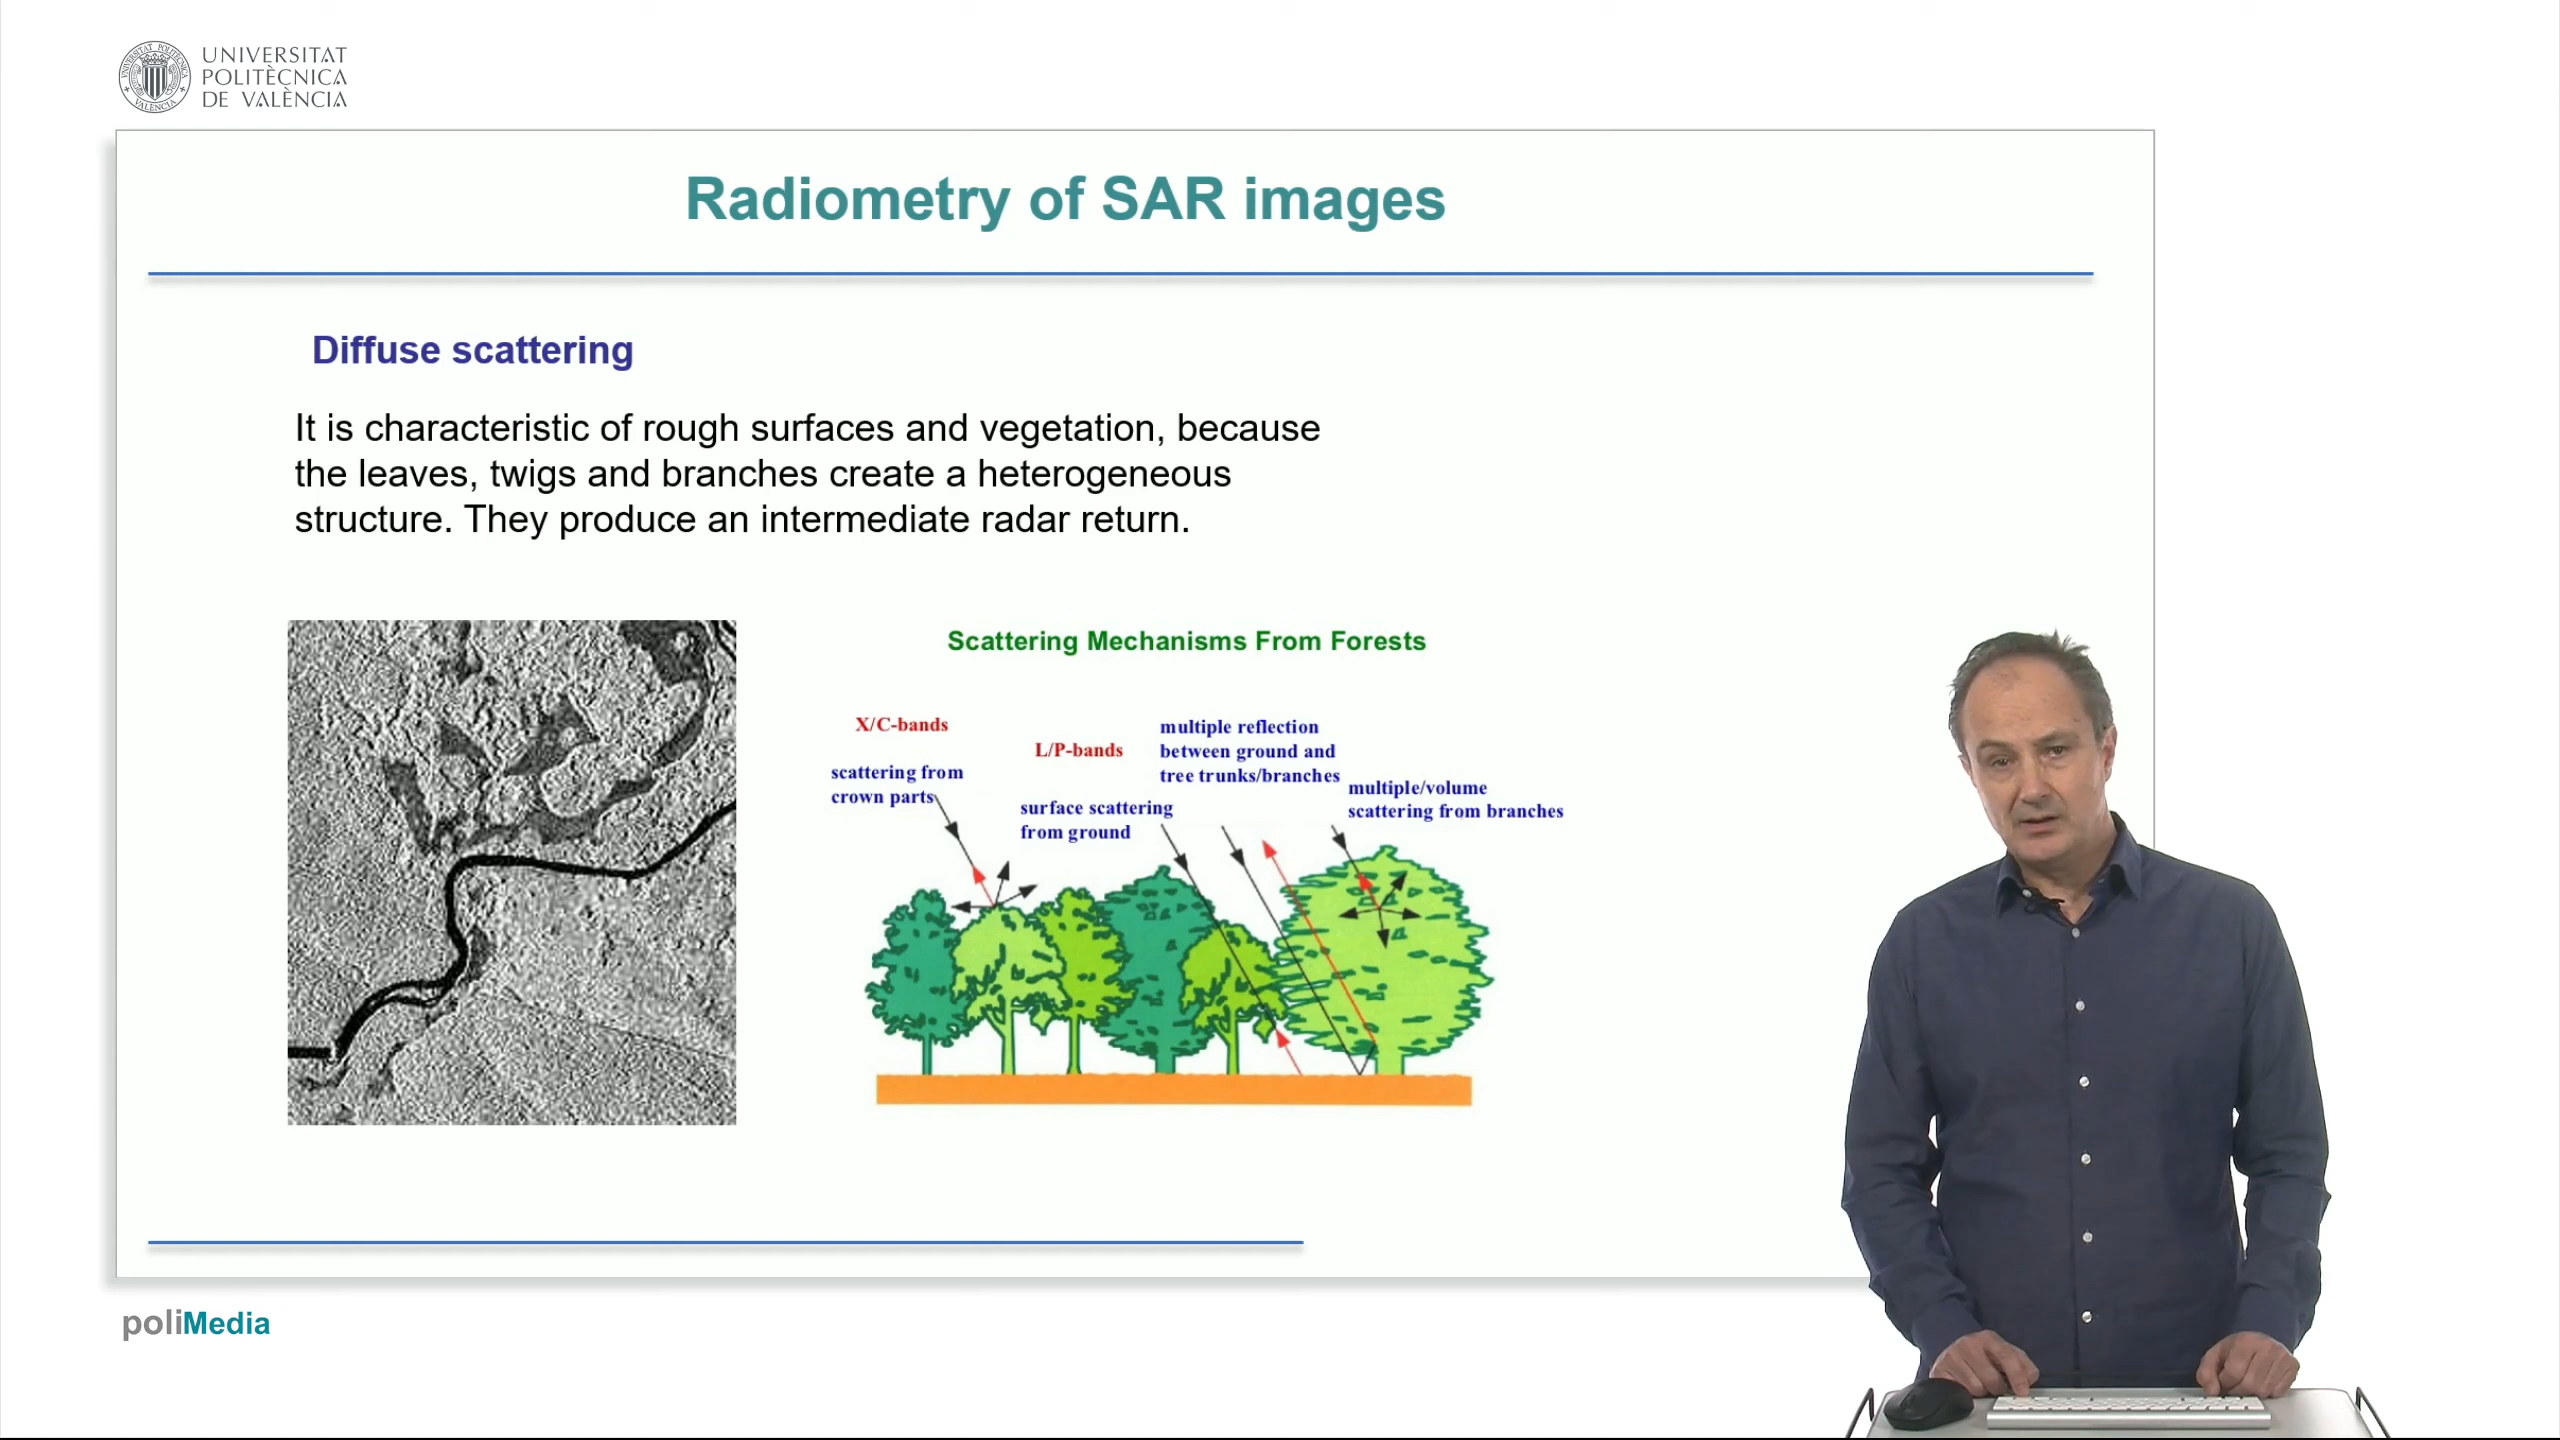 UNIVERSITAT
POLITÈCNICA
DE VALÈNCIA
Radiometry of SAR images
Diffuse scattering
It is characteristic of rough surfaces and vegetation, because
the leaves, twigs and branches create a heterogeneous
structure. They produce an intermediate radar return.
Scattering Mechanisms From Forests
X/C-bands
scattering from
crown parts
L/P-bands
surface scattering
from ground
multiple reflection
between ground and
tree trunks/branches
multiple/volume
scattering from branches
poliMedia